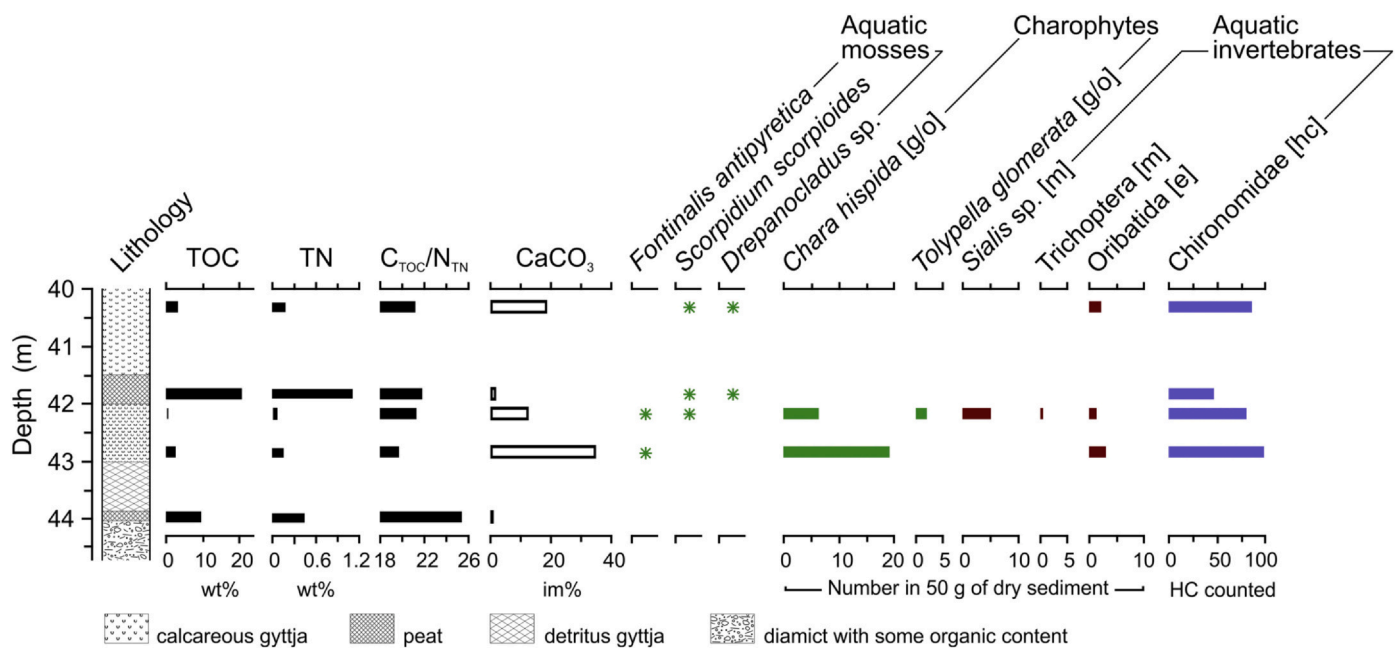 Aquatic
mosses
Charophytes
Aquatic
invertebrates
Lithology
TOC
TN
C_TOC/N_TN
CaCO₃
Fontinalis antipyretica
Scorpidium scorpioides
Drepanocladus sp.
Chara hispida [g/o]
Tolypella glomerata [g/o]
Sialis sp. [m]
Trichoptera [m]
Oribatida [e]
Chironomidae [hc]
Depth (m)
40
41
42
43
44
0 10 20
0 0.6 1.2
18 22 26
0 20 40
0 10 20
0 5
0 10
0 5
0 10
0 50 100
wt%
wt%
im%
Number in 50 g of dry sediment
HC counted
calcareous gyttja
peat
detritus gyttja
diamict with some organic content